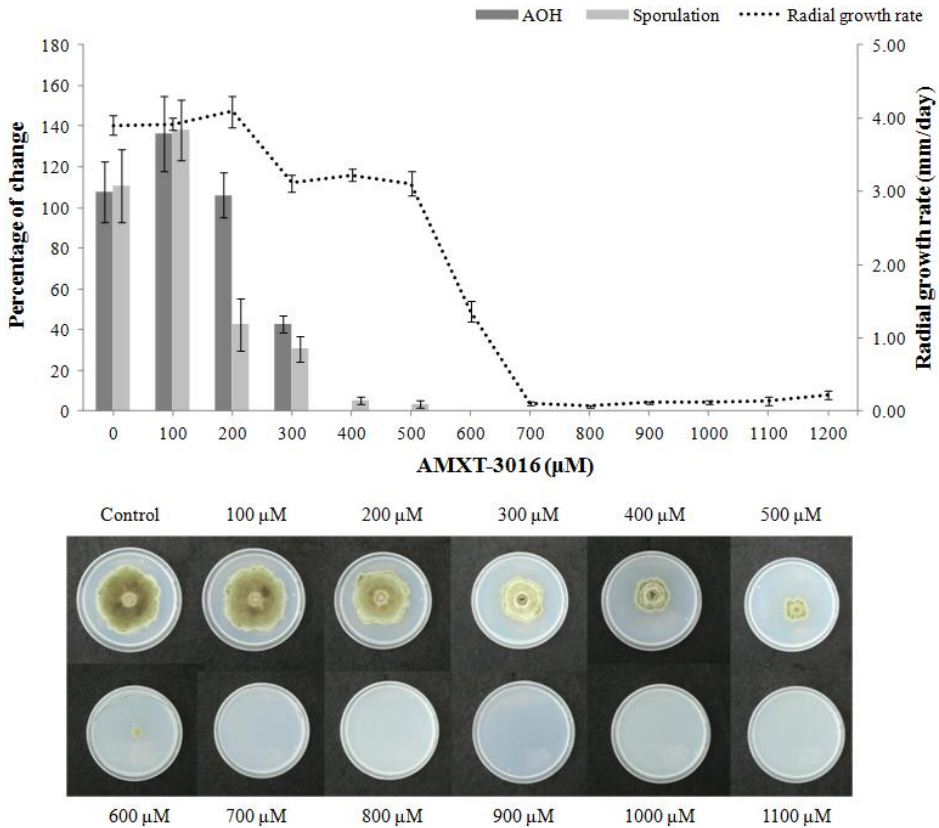 AOH Sporulation Radial growth rate
180 5.00
160
140 4.00
120
100 3.00
80 2.00
60
40 1.00
20
0 0.00
Percentage of change
Radial growth rate (mm/day)
0 100 200 300 400 500 600 700 800 900 1000 1100 1200
AMXT-3016 (µM)
Control 100 µM 200 µM 300 µM 400 µM 500 µM
600 µM 700 µM 800 µM 900 µM 1000 µM 1100 µM